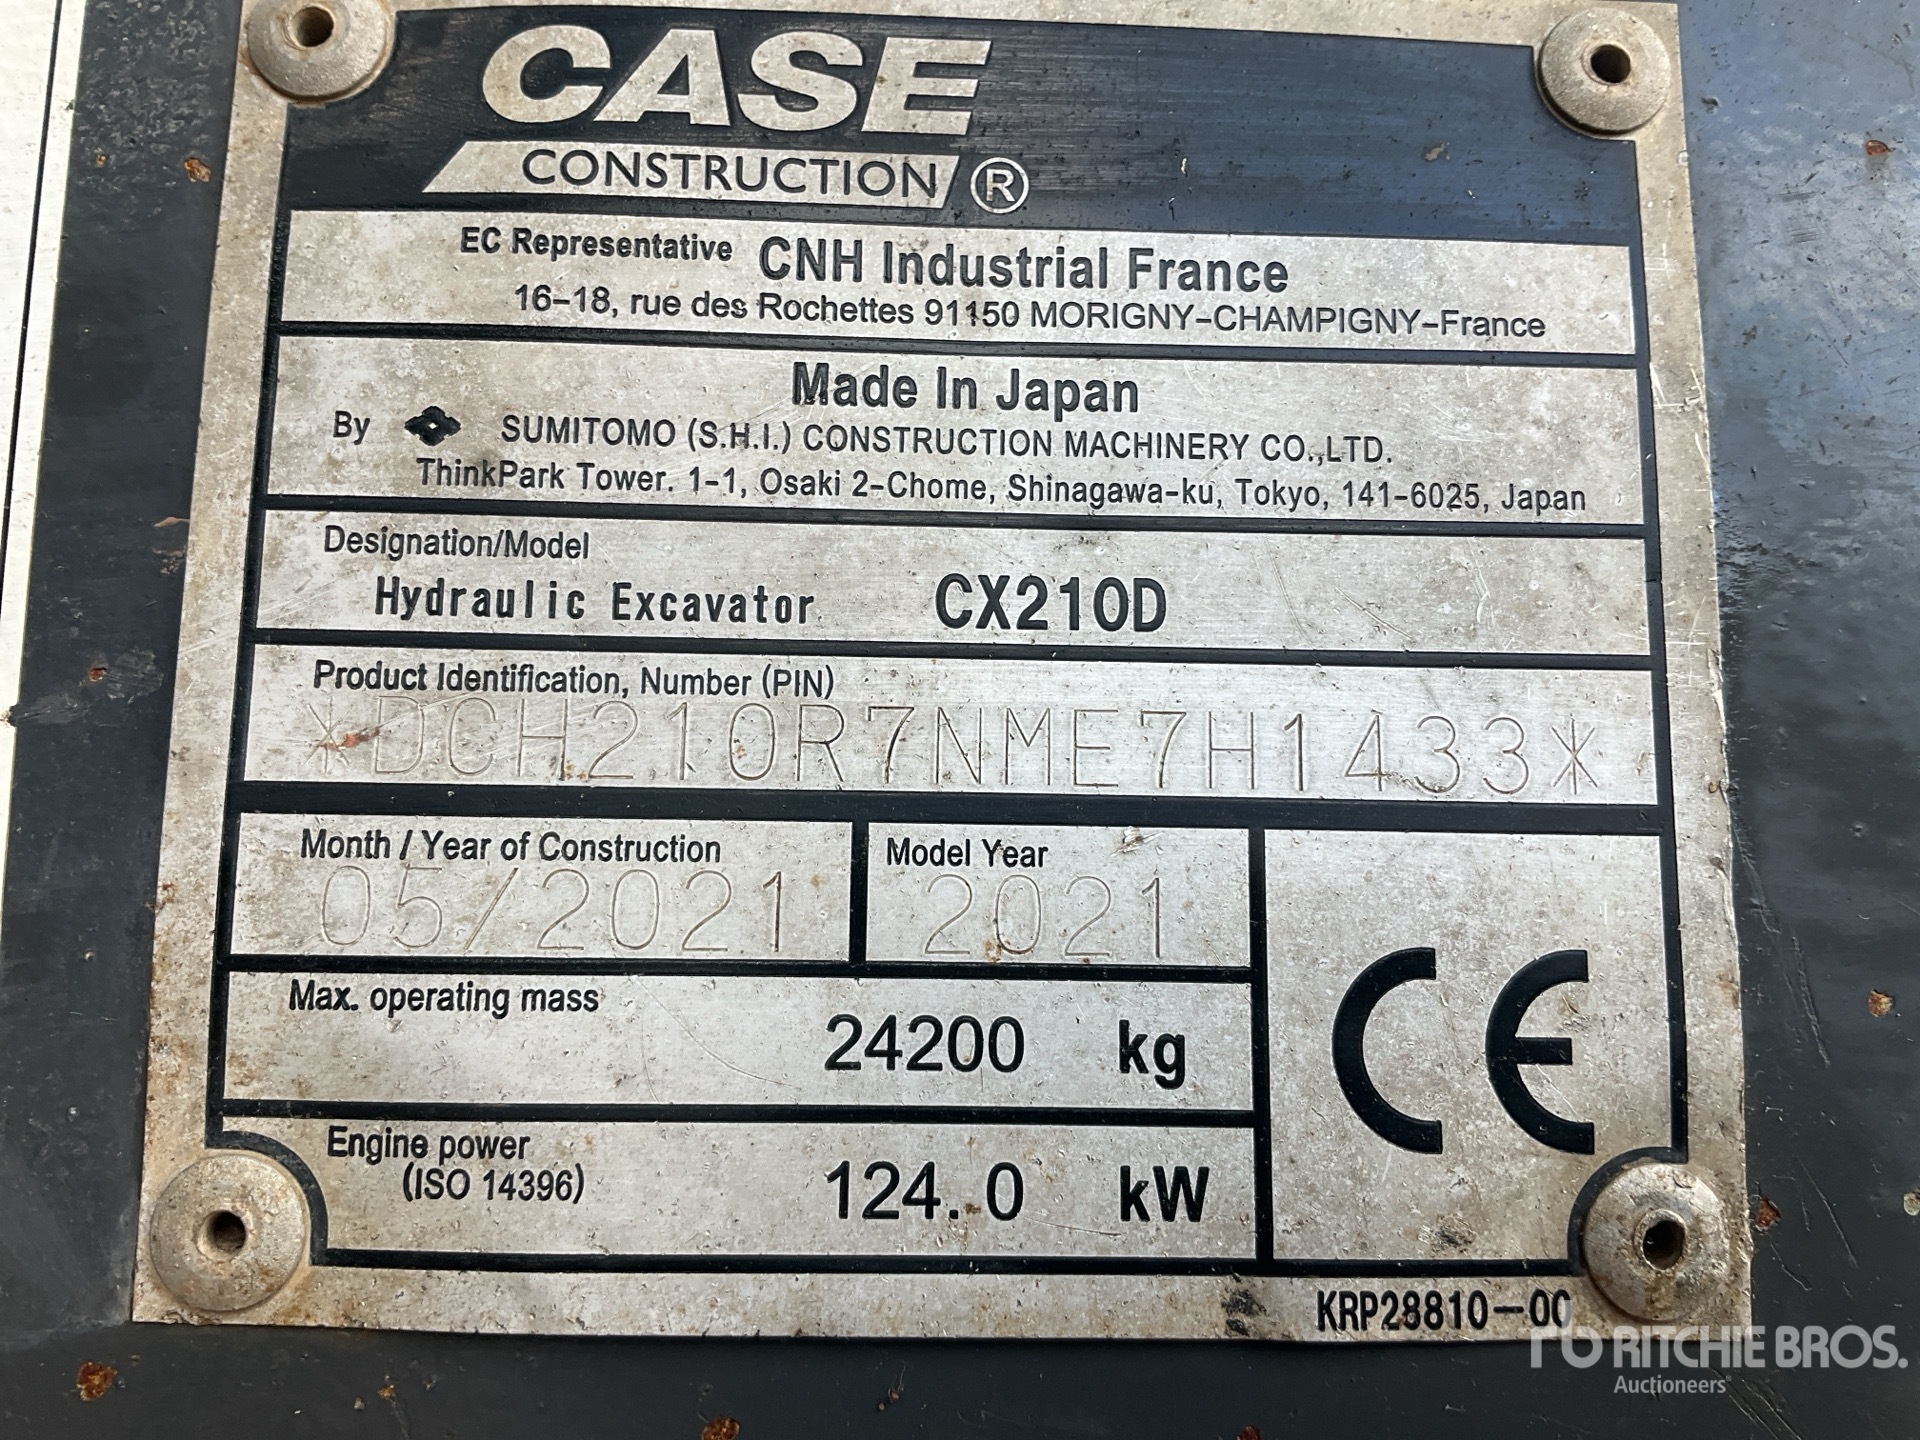 CASE
CONSTRUCTION ®
EC Representative CNH Industrial France
16-18, rue des Rochettes 91150 MORIGNY-CHAMPIGNY-France
Made In Japan
By SUMITOMO (S.H.I.) CONSTRUCTION MACHINERY CO.,LTD.
ThinkPark Tower. 1-1, Osaki 2-Chome, Shinagawa-ku, Tokyo, 141-6025, Japan
Designation/Model
Hydraulic Excavator CX210D
Product Identification, Number (PIN)
*DCH210R7NME7H1433*
Month / Year of Construction
05/2021
Model Year
2021
Max. operating mass
24200 kg
Engine power
(ISO 14396)
124.0 kW
CE
KRP28810-00
rb RITCHIE BROS.
Auctioneers